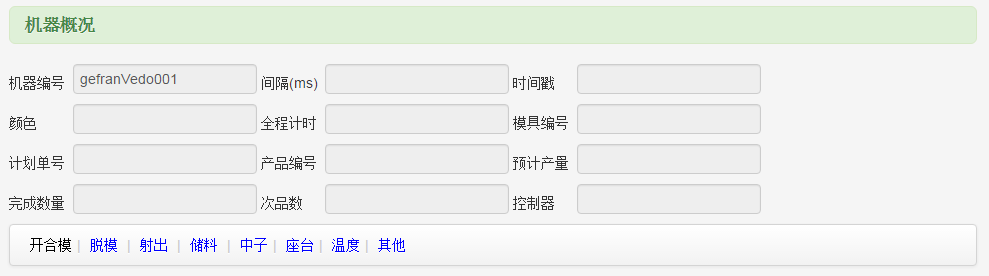 机器概况
机器编号 gefranVedo001 间隔(ms) 时间戳
颜色 全程计时 模具编号
计划单号 产品编号 预计产量
完成数量 次品数 控制器
开合模 | 脱模 | 射出 | 储料 | 中子 | 座台 | 温度 | 其他